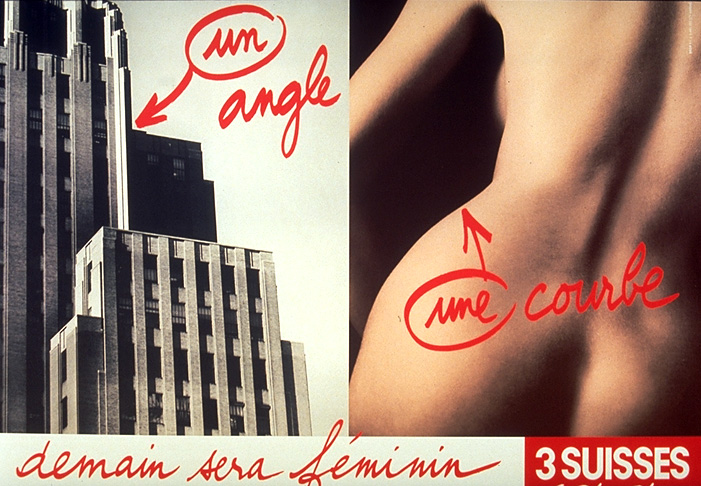 un
angle
une courbe
demain sera féminin
3 SUISSES